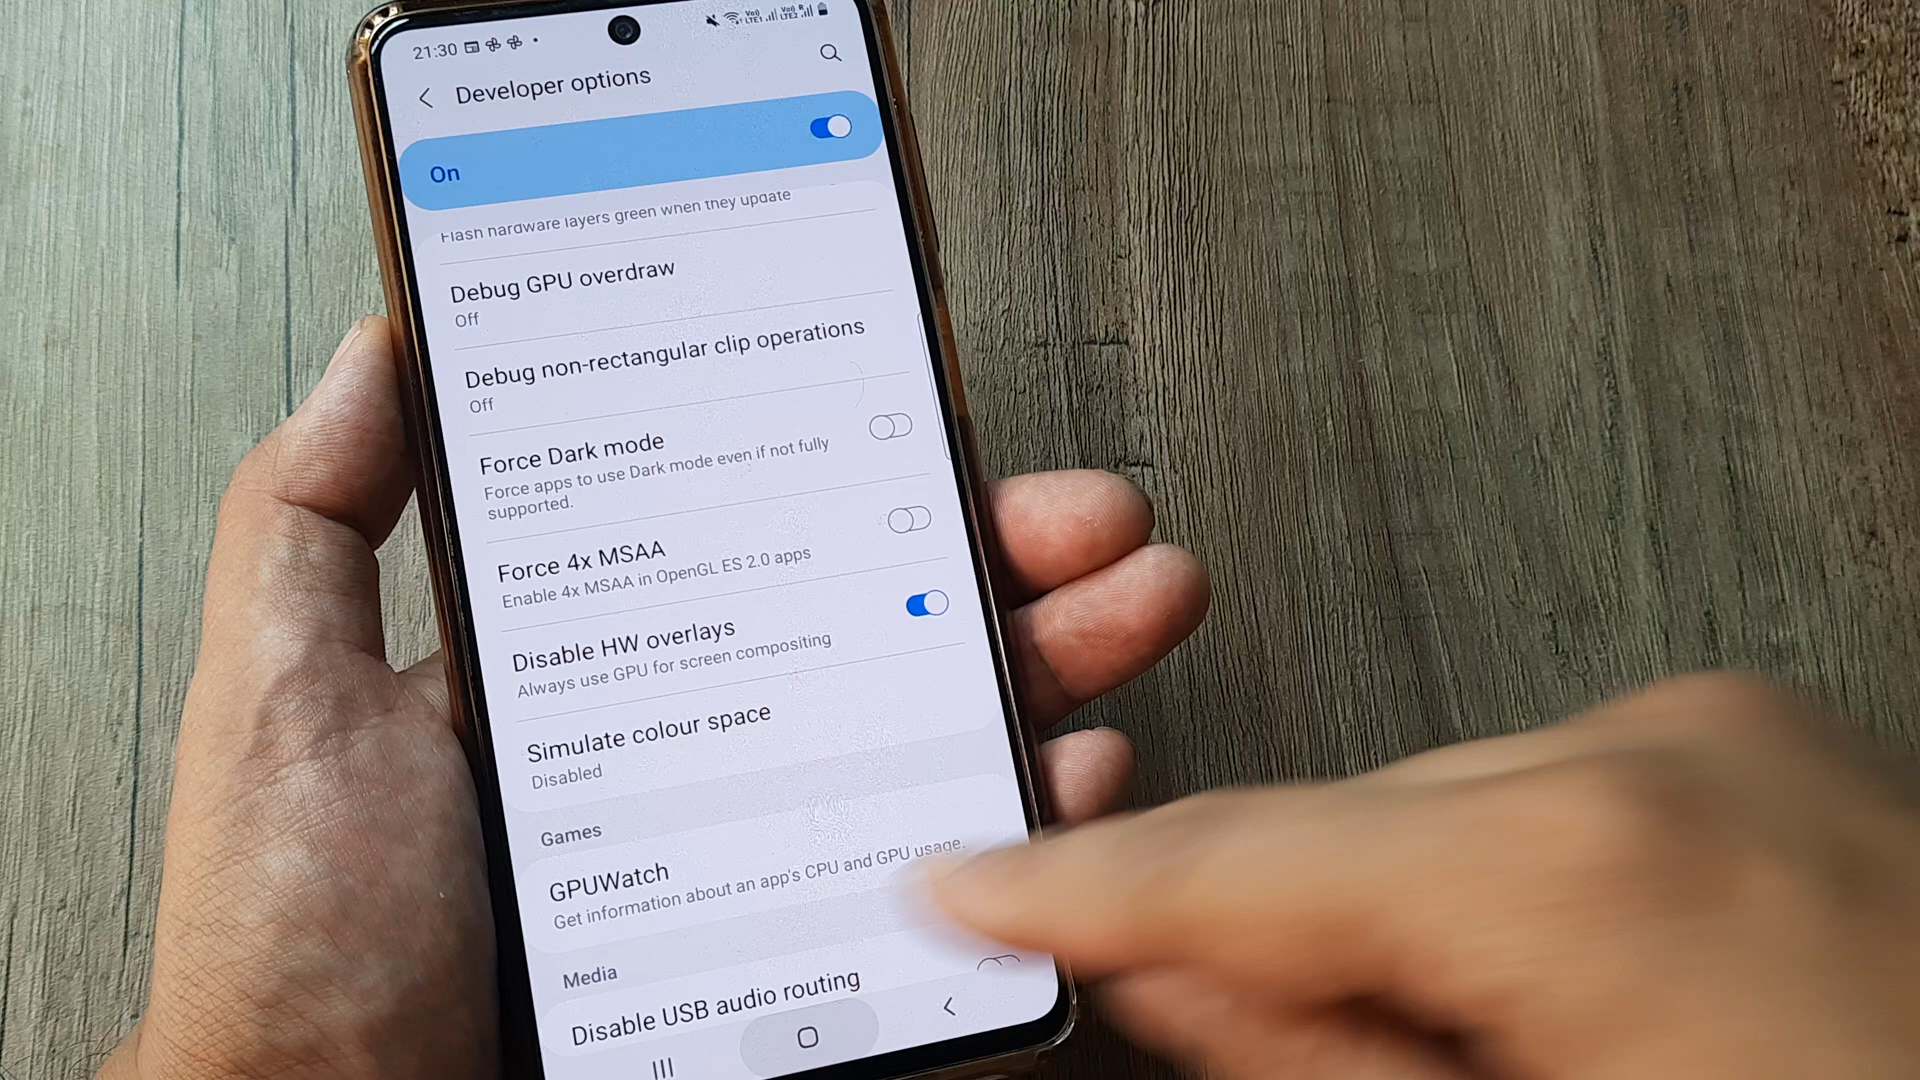 21:30
Vo)) LTE1 Vo)) LTE2 R
Developer options
On
Flash hardware layers green when they update
Debug GPU overdraw
Off
Debug non-rectangular clip operations
Off
Force Dark mode
Force apps to use Dark mode even if not fully
supported.
Force 4x MSAA
Enable 4x MSAA in OpenGL ES 2.0 apps
Disable HW overlays
Always use GPU for screen compositing
Simulate colour space
Disabled
Games
GPUWatch
Get information about an app's CPU and GPU usage.
Media
Disable USB audio routing